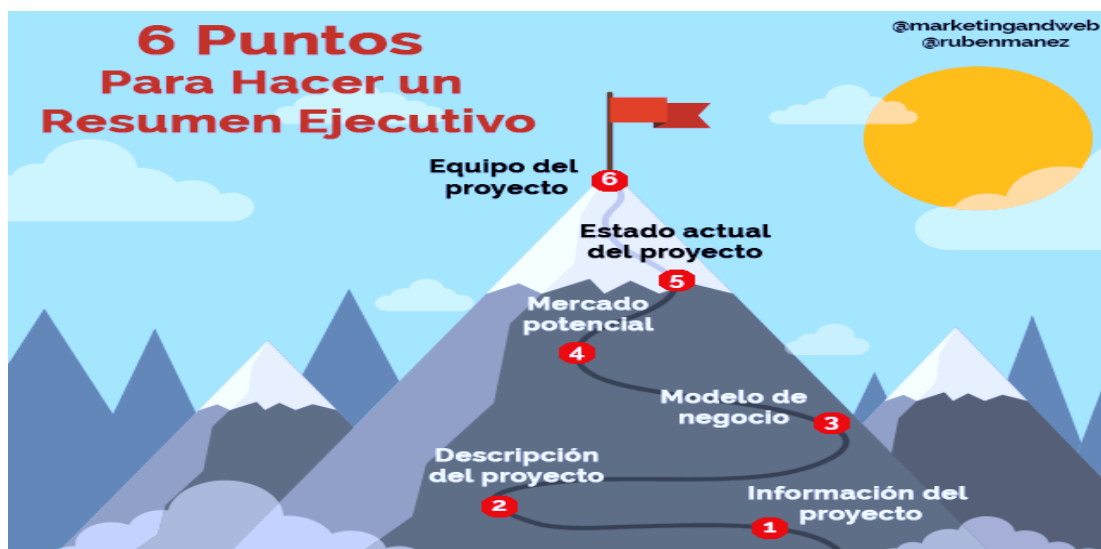 6 Puntos
Para Hacer un
Resumen Ejecutivo
@marketingandweb
@rubenmanez
Equipo del
proyecto
6
Estado actual
del proyecto
5
Mercado
potencial
4
Modelo de
negocio
3
Descripción
del proyecto
2
Información del
proyecto
1